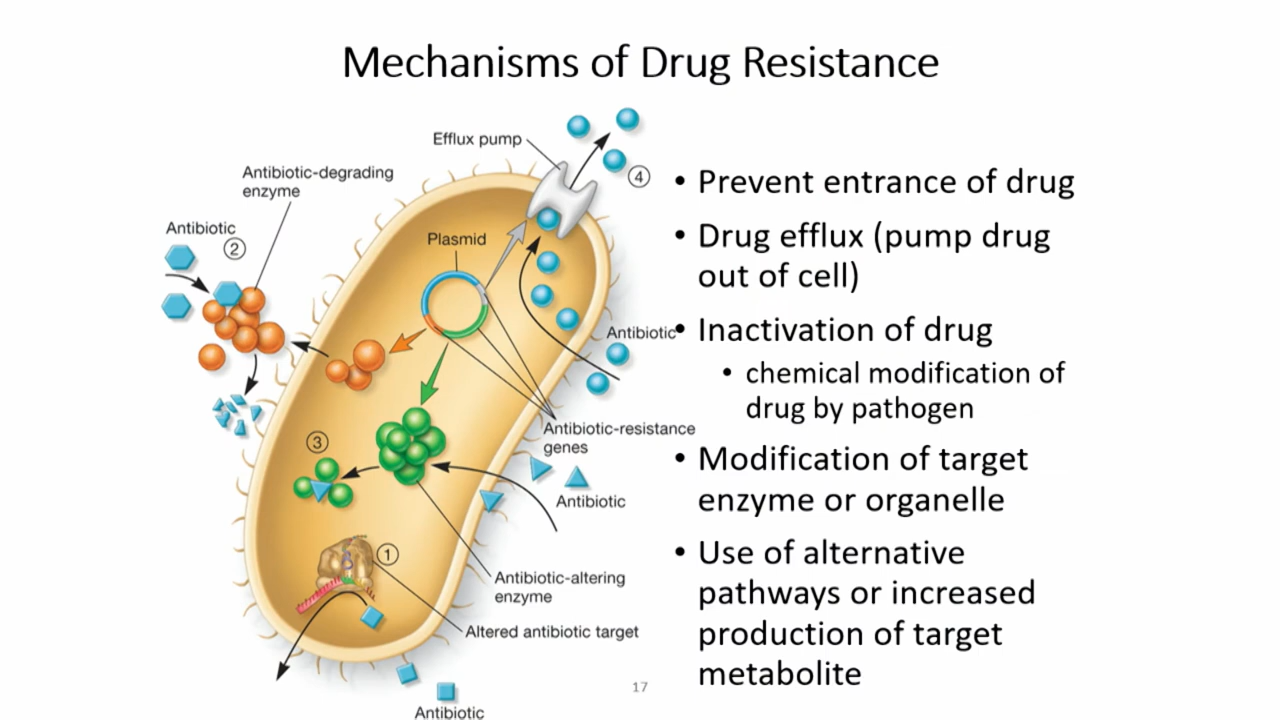 Mechanisms of Drug Resistance
Efflux pump
④
Antibiotic-degrading
enzyme
Antibiotic
②
Plasmid
Antibiotic
Antibiotic-resistance
genes
③
Antibiotic
①
Antibiotic-altering
enzyme
Altered antibiotic target
Antibiotic
• Prevent entrance of drug
• Drug efflux (pump drug
out of cell)
• Inactivation of drug
• chemical modification of
drug by pathogen
• Modification of target
enzyme or organelle
• Use of alternative
pathways or increased
production of target
metabolite
17